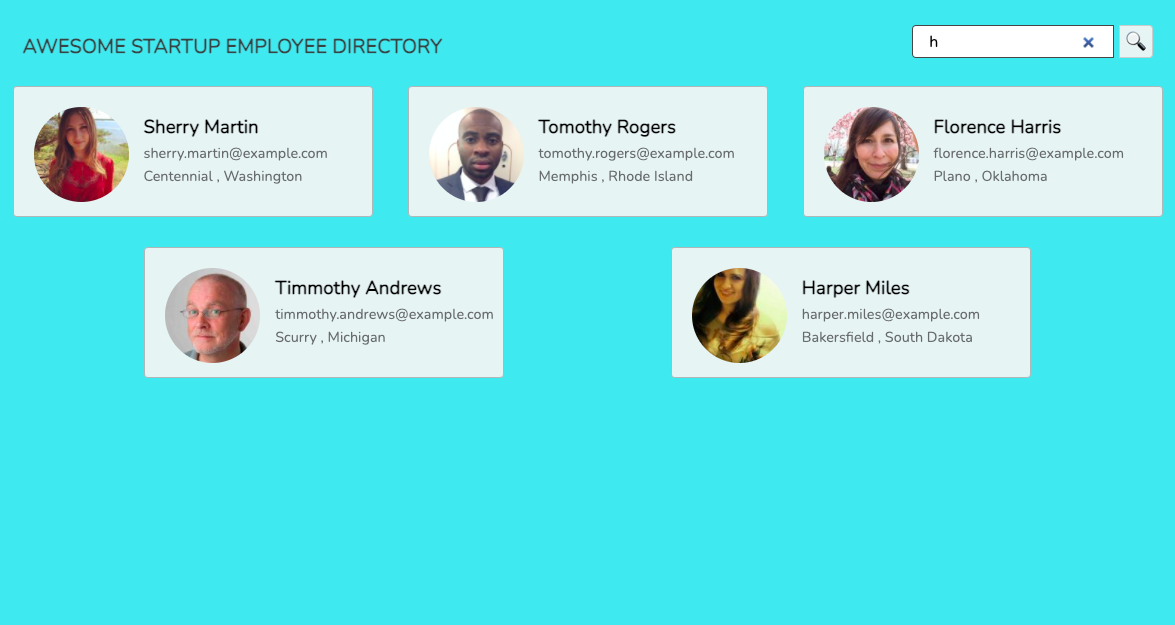 AWESOME STARTUP EMPLOYEE DIRECTORY
h
Sherry Martin
sherry.martin@example.com
Centennial , Washington
Tomothy Rogers
tomothy.rogers@example.com
Memphis , Rhode Island
Florence Harris
florence.harris@example.com
Plano , Oklahoma
Timmothy Andrews
timmothy.andrews@example.com
Scurry , Michigan
Harper Miles
harper.miles@example.com
Bakersfield , South Dakota